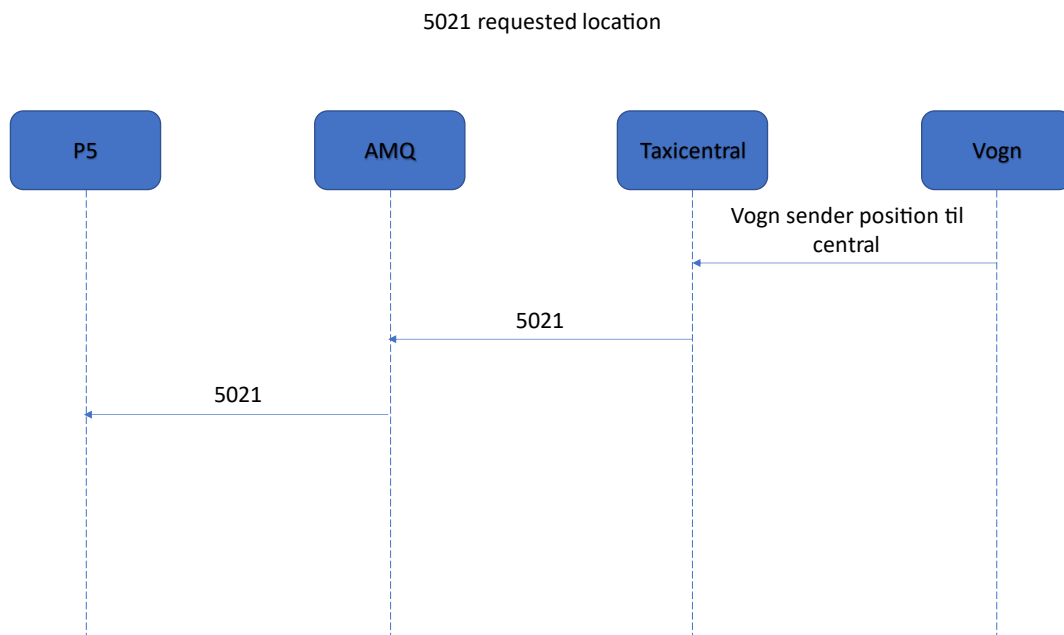 5021 requested location
P5
AMQ
Taxicentral
Vogn
Vogn sender position til
central
5021
5021